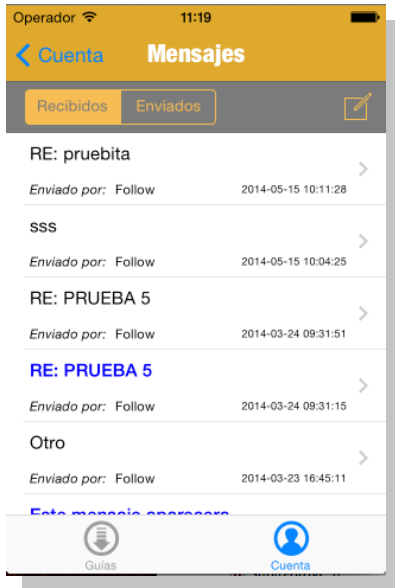 Operador 11:19
Cuenta Mensajes
Recibidos Enviados
RE: pruebita
Enviado por: Follow 2014-05-15 10:11:28
sss
Enviado por: Follow 2014-05-15 10:04:25
RE: PRUEBA 5
Enviado por: Follow 2014-03-24 09:31:51
RE: PRUEBA 5
Enviado por: Follow 2014-03-24 09:31:15
Otro
Enviado por: Follow 2014-03-23 16:45:11
Este mensaje aparecera
Guías Cuenta